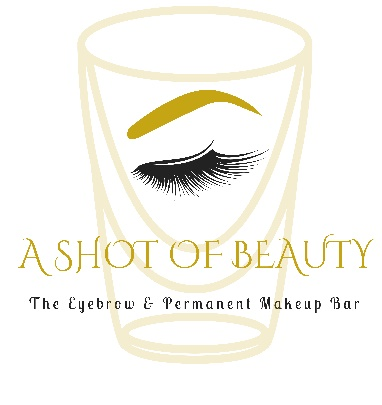 A SHOT OF BEAUTY
The Eyebrow & Permanent Makeup Bar